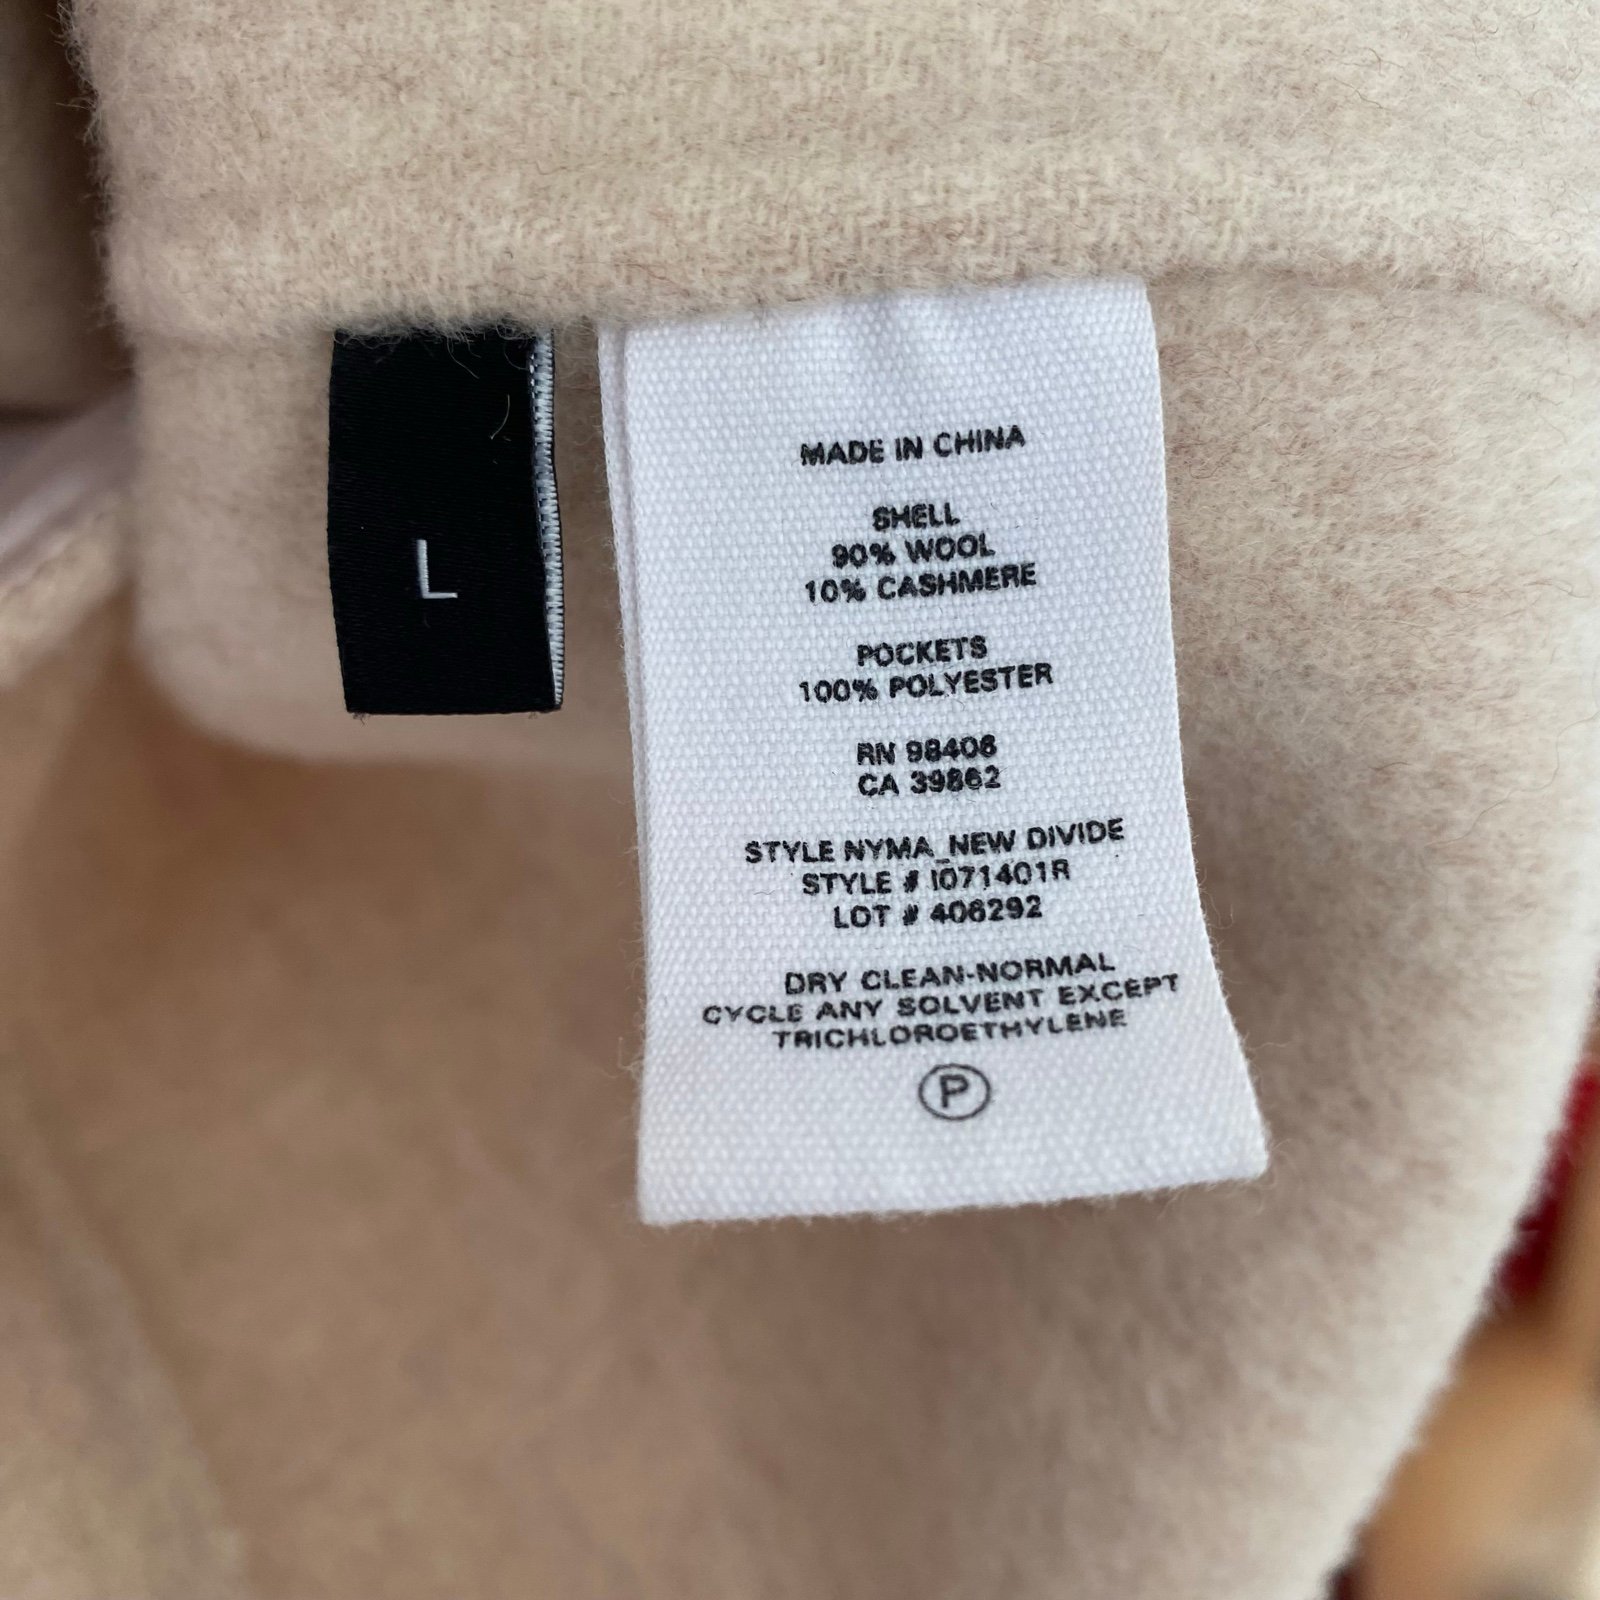 L
MADE IN CHINA
SHELL
90% WOOL
10% CASHMERE
POCKETS
100% POLYESTER
RN 98406
CA 39862
STYLE NYMA_NEW DIVIDE
STYLE # I071401R
LOT # 406292
DRY CLEAN-NORMAL
CYCLE ANY SOLVENT EXCEPT
TRICHLOROETHYLENE
P